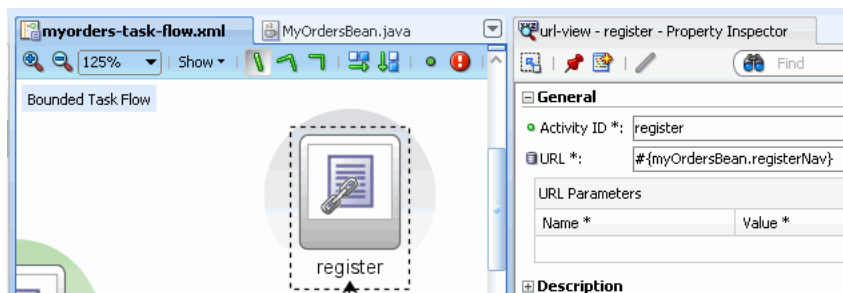 myorders-task-flow.xml
MyOrdersBean.java
125%
Show
Bounded Task Flow
register
url-view - register - Property Inspector
Find
General
Activity ID *:
register
URL *:
#{myOrdersBean.registerNav}
URL Parameters
Name *
Value *
Description